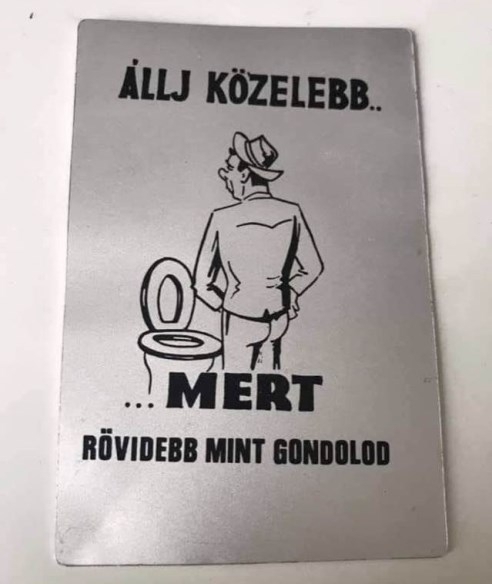 ÁLLJ KÖZELEBB..
...MERT
RÖVIDEBB MINT GONDOLOD